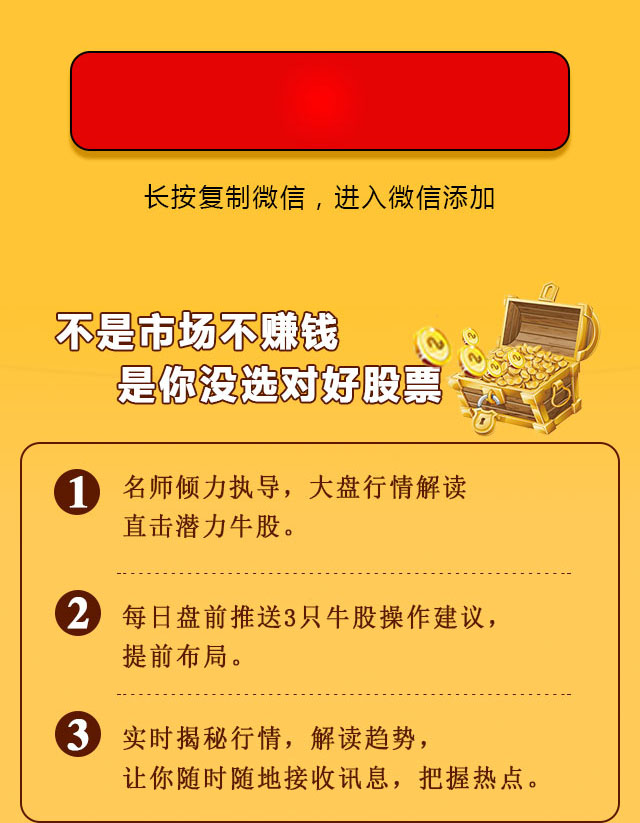 长按复制微信，进入微信添加
不是市场不赚钱
是你没选对好股票
1
名师倾力执导，大盘行情解读
直击潜力牛股。
2
每日盘前推送3只牛股操作建议，
提前布局。
3
实时揭秘行情，解读趋势，
让你随时随地接收讯息，把握热点。